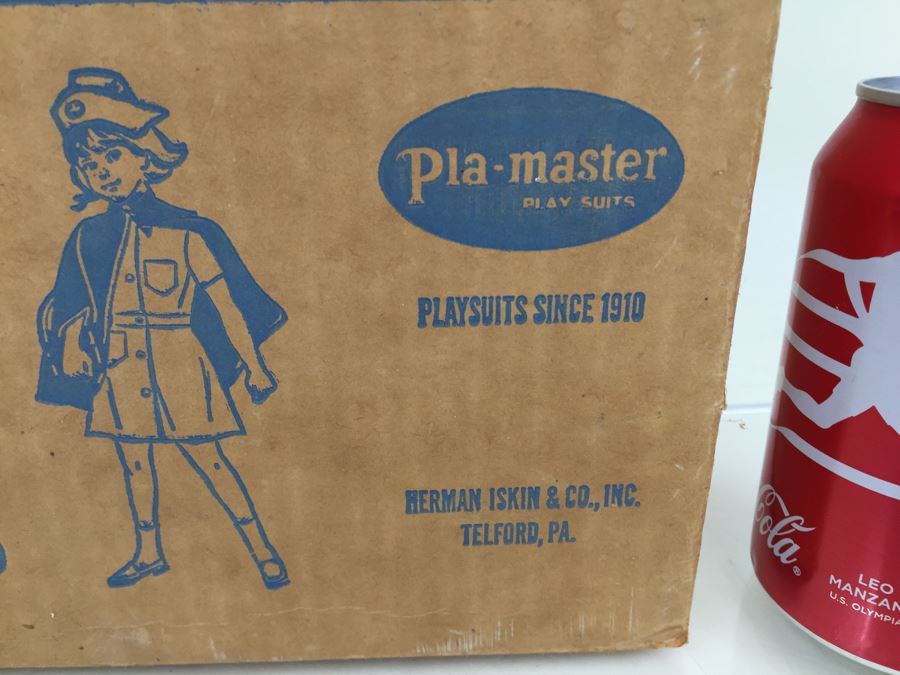 Pla-master
PLAY SUITS
PLAYSUITS SINCE 1910
HERMAN ISKIN & CO., INC.
TELFORD, PA.
Cola®
LEO
MANZAN
U.S. OLYMPIA